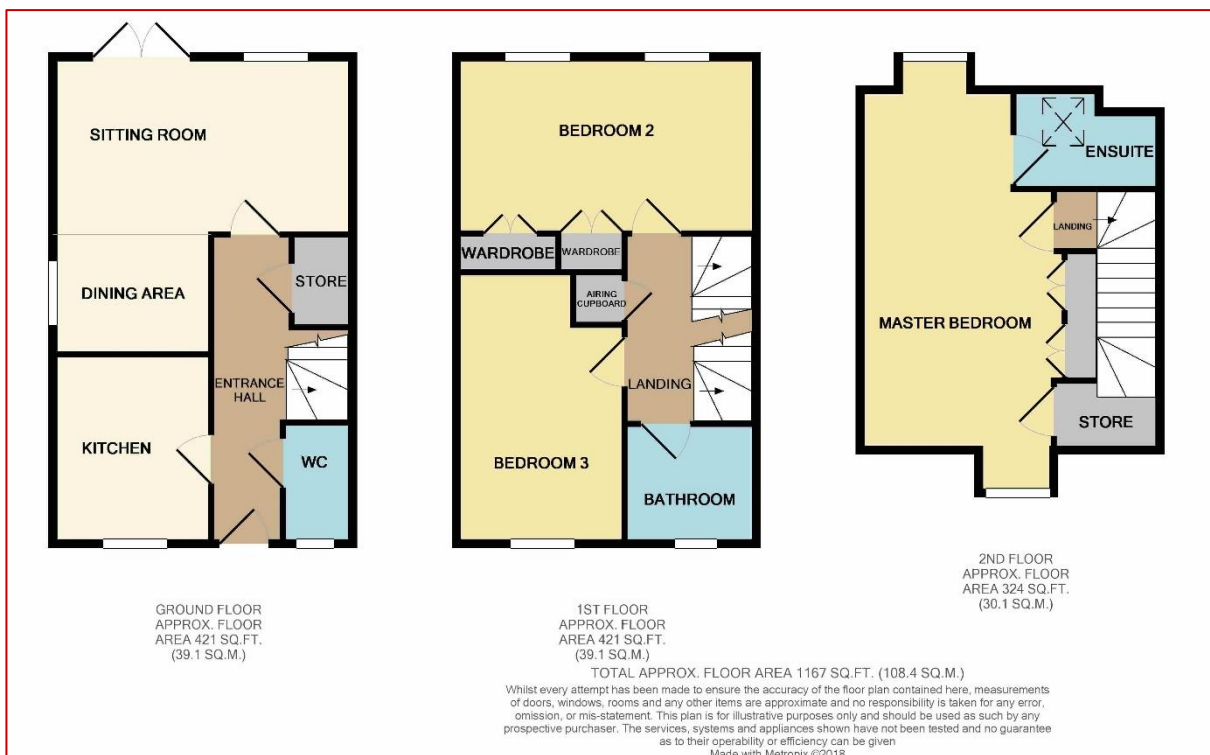 SITTING ROOM
DINING AREA
STORE
ENTRANCE
HALL
KITCHEN
WC
GROUND FLOOR
APPROX. FLOOR
AREA 421 SQ.FT.
(39.1 SQ.M.)
BEDROOM 2
WARDROBE
WARDROBE
AIRING
CUPBOARD
LANDING
BEDROOM 3
BATHROOM
1ST FLOOR
APPROX. FLOOR
AREA 421 SQ.FT.
(39.1 SQ.M.)
ENSUITE
LANDING
MASTER BEDROOM
STORE
2ND FLOOR
APPROX. FLOOR
AREA 324 SQ.FT.
(30.1 SQ.M.)
TOTAL APPROX. FLOOR AREA 1167 SQ.FT. (108.4 SQ.M.)
Whilst every attempt has been made to ensure the accuracy of the floor plan contained here, measurements
of doors, windows, rooms and any other items are approximate and no responsibility is taken for any error,
omission, or mis-statement. This plan is for illustrative purposes only and should be used as such by any
prospective purchaser. The services, systems and appliances shown have not been tested and no guarantee
as to their operability or efficiency can be given
Made with Metropix ©2018